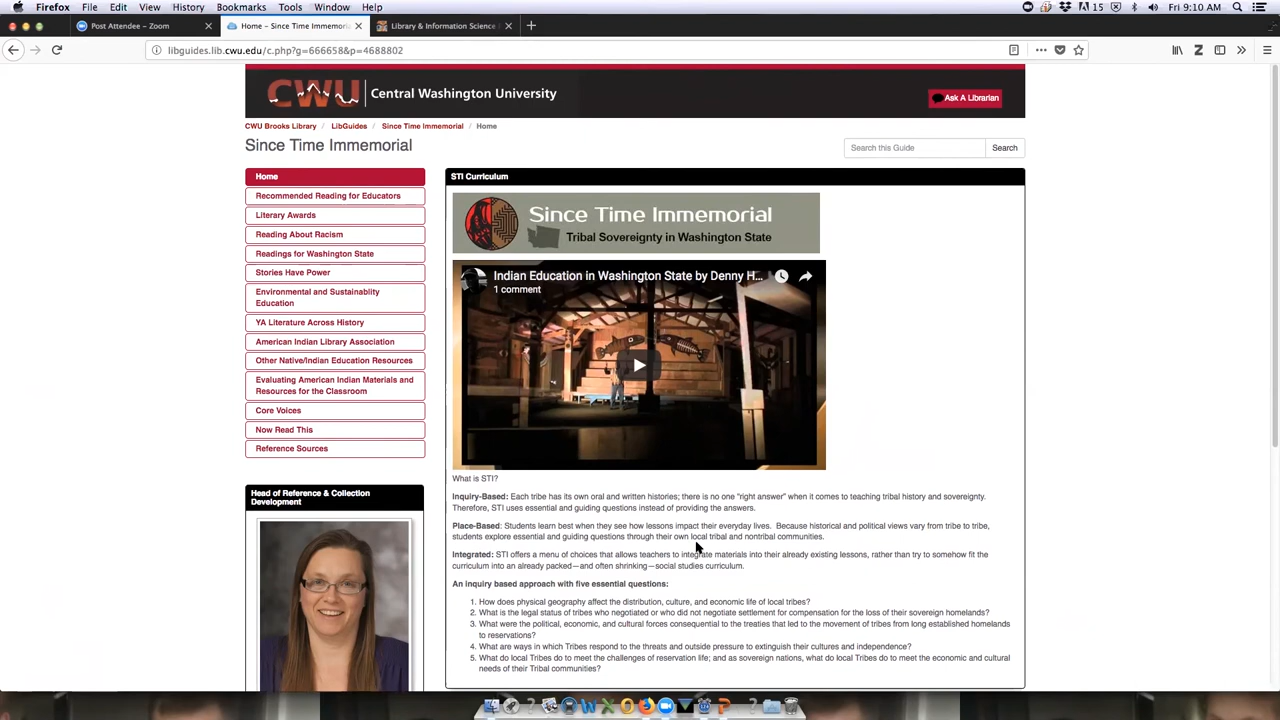 Firefox File Edit View History Bookmarks Tools Window Help 15 Fri 9:10 AM
Post Attendee – Zoom × Home – Since Time Immemoria × Library & Information Science × +
libguides.lib.cwu.edu/c.php?g=666658&p=4688802
CWU Central Washington University
Ask A Librarian
CWU Brooks Library / LibGuides / Since Time Immemorial / Home
Since Time Immemorial
Search this Guide Search
Home
Recommended Reading for Educators
Literary Awards
Reading About Racism
Readings for Washington State
Stories Have Power
Environmental and Sustainablity
Education
YA Literature Across History
American Indian Library Association
Other Native/Indian Education Resources
Evaluating American Indian Materials and
Resources for the Classroom
Core Voices
Now Read This
Reference Sources
Head of Reference & Collection
Development
STI Curriculum
Since Time Immemorial
Tribal Sovereignty in Washington State
Indian Education in Washington State by Denny H...
1 comment
What is STI?
Inquiry-Based: Each tribe has its own oral and written histories; there is no one "right answer" when it comes to teaching tribal history and sovereignty.
Therefore, STI uses essential and guiding questions instead of providing the answers.
Place-Based: Students learn best when they see how lessons impact their everyday lives. Because historical and political views vary from tribe to tribe,
students explore essential and guiding questions through their own local tribal and nontribal communities.
Integrated: STI offers a menu of choices that allows teachers to integrate materials into their already existing lessons, rather than try to somehow fit the
curriculum into an already packed—and often shrinking—social studies curriculum.
An inquiry based approach with five essential questions:
1. How does physical geography affect the distribution, culture, and economic life of local tribes?
2. What is the legal status of tribes who negotiated or who did not negotiate settlement for compensation for the loss of their sovereign homelands?
3. What were the political, economic, and cultural forces consequential to the treaties that led to the movement of tribes from long established homelands
to reservations?
4. What are ways in which Tribes respond to the threats and outside pressure to extinguish their cultures and independence?
5. What do local Tribes do to meet the challenges of reservation life; and as sovereign nations, what do local Tribes do to meet the economic and cultural
needs of their Tribal communities?